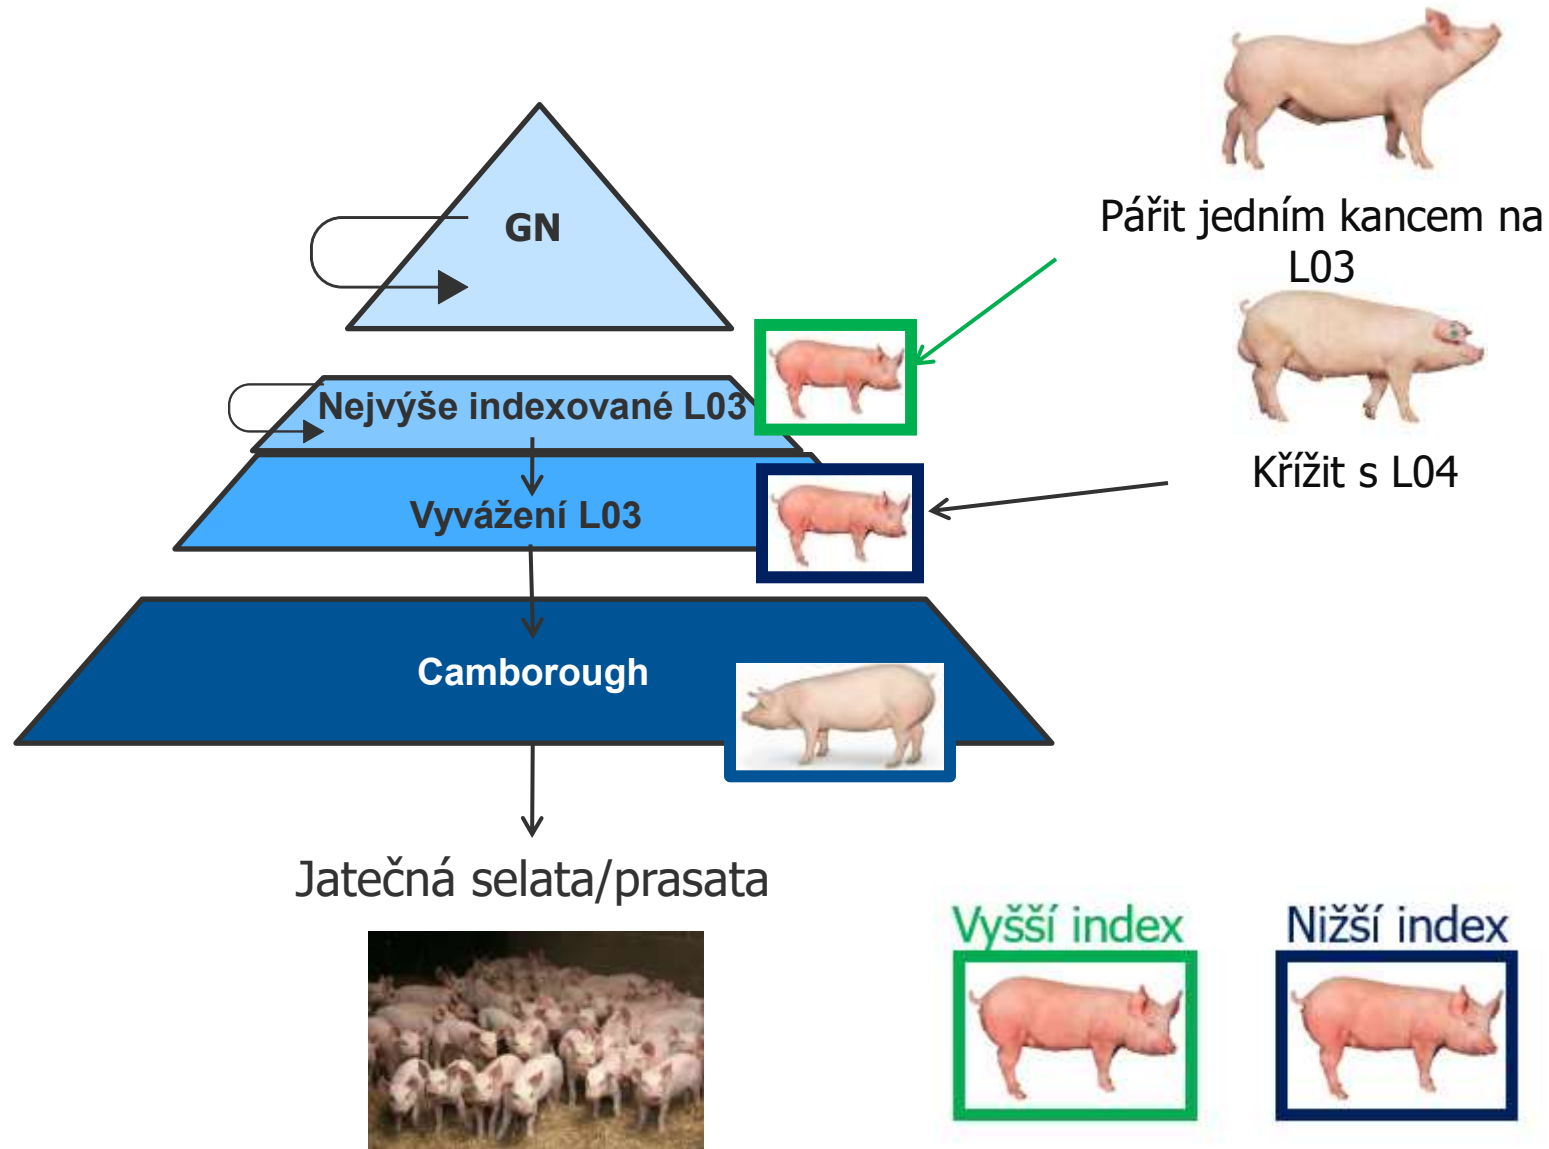 GN
Pářit jedním kancem na
L03
Nejvýše indexované L03
Křížit s L04
Vyvážení L03
Camborough
Jatečná selata/prasata
Vyšší index
Nižší index